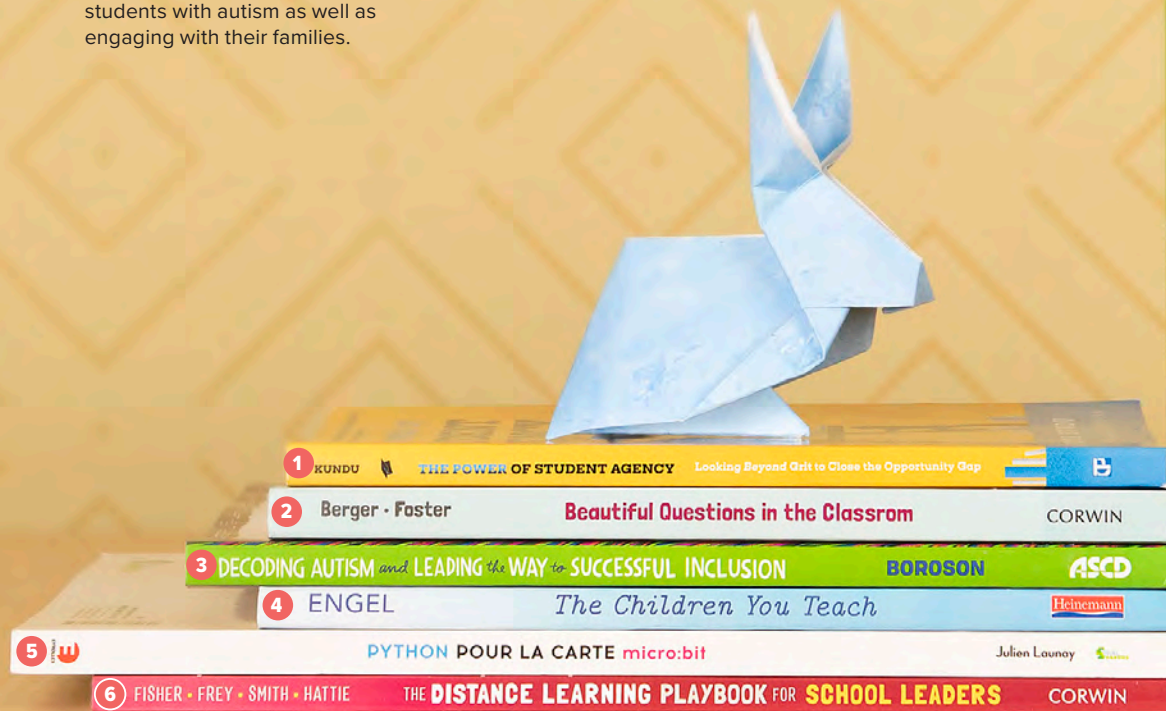 students with autism as well as
engaging with their families.
1 KUNDU THE POWER OF STUDENT AGENCY Looking Beyond Grit to Close the Opportunity Gap
2 Berger · Foster Beautiful Questions in the Classrom CORWIN
3 DECODING AUTISM and LEADING the WAY to SUCCESSFUL INCLUSION BOROSON ASCD
4 ENGEL The Children You Teach Heinemann
5 PYTHON POUR LA CARTE micro:bit Julien Launay
6 FISHER · FREY · SMITH · HATTIE THE DISTANCE LEARNING PLAYBOOK FOR SCHOOL LEADERS CORWIN